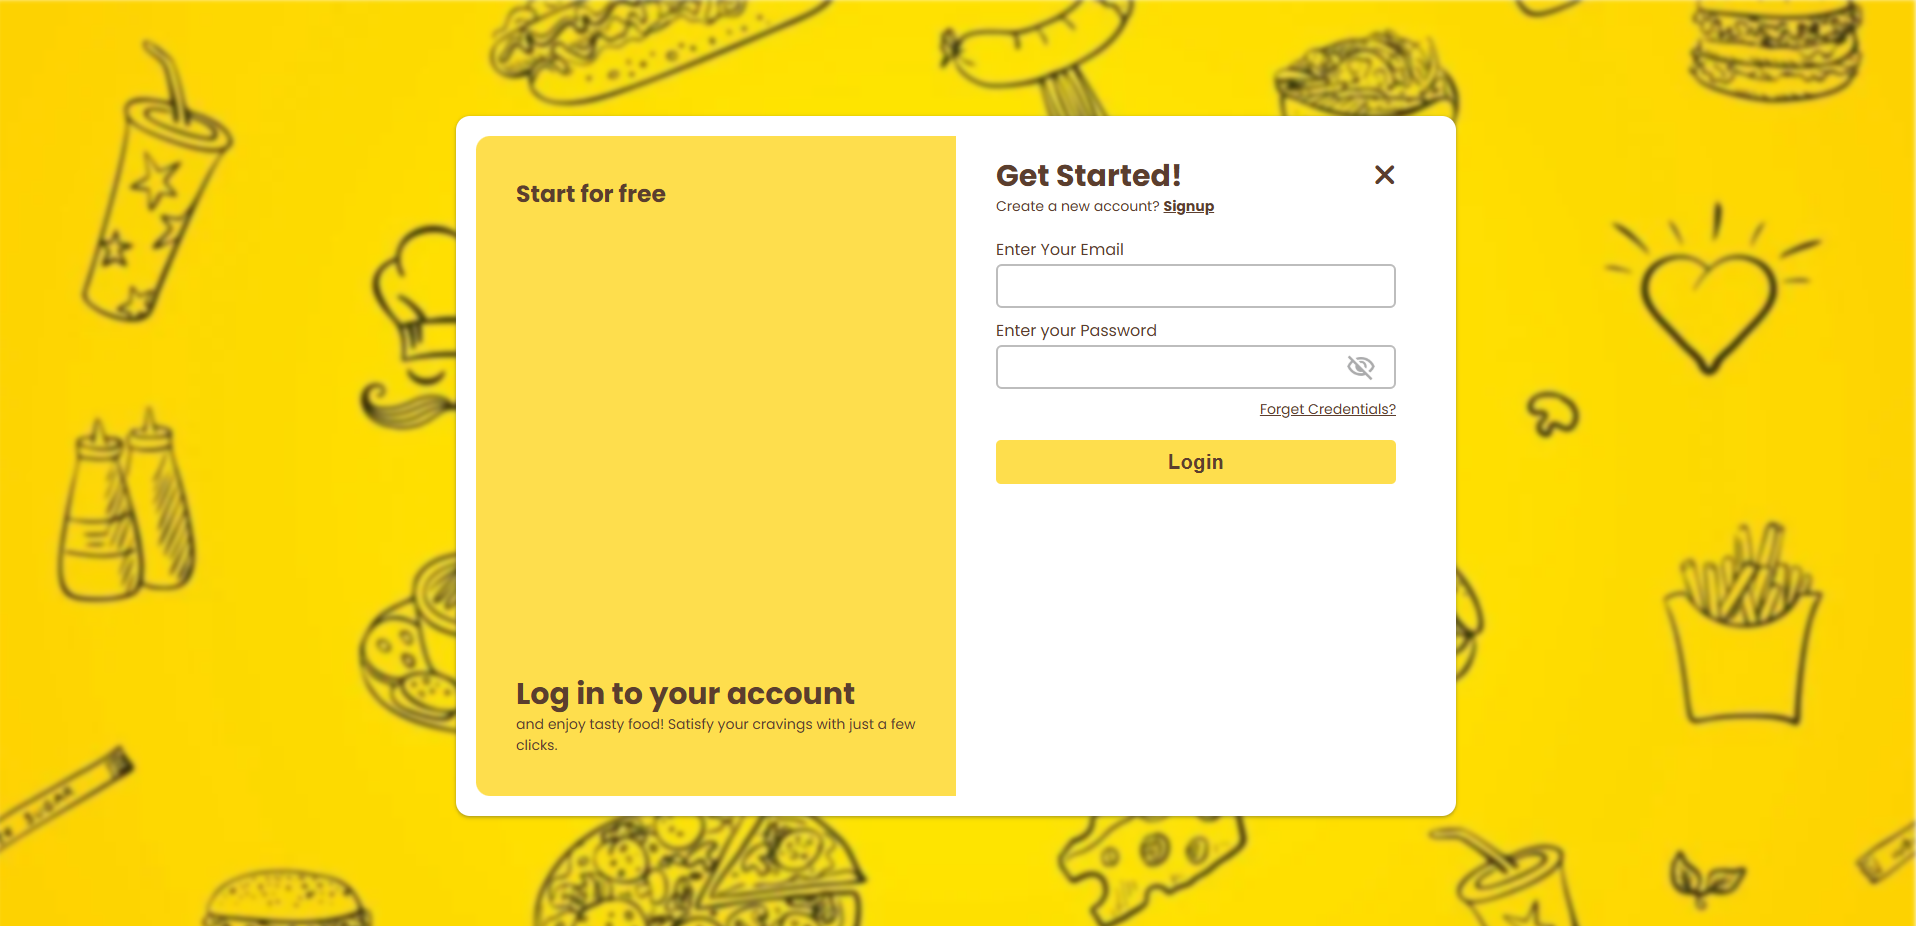 Start for free
Log in to your account
and enjoy tasty food! Satisfy your cravings with just a few
clicks.
Get Started!
Create a new account? Signup
Enter Your Email
Enter your Password
Forget Credentials?
Login
SUGAR